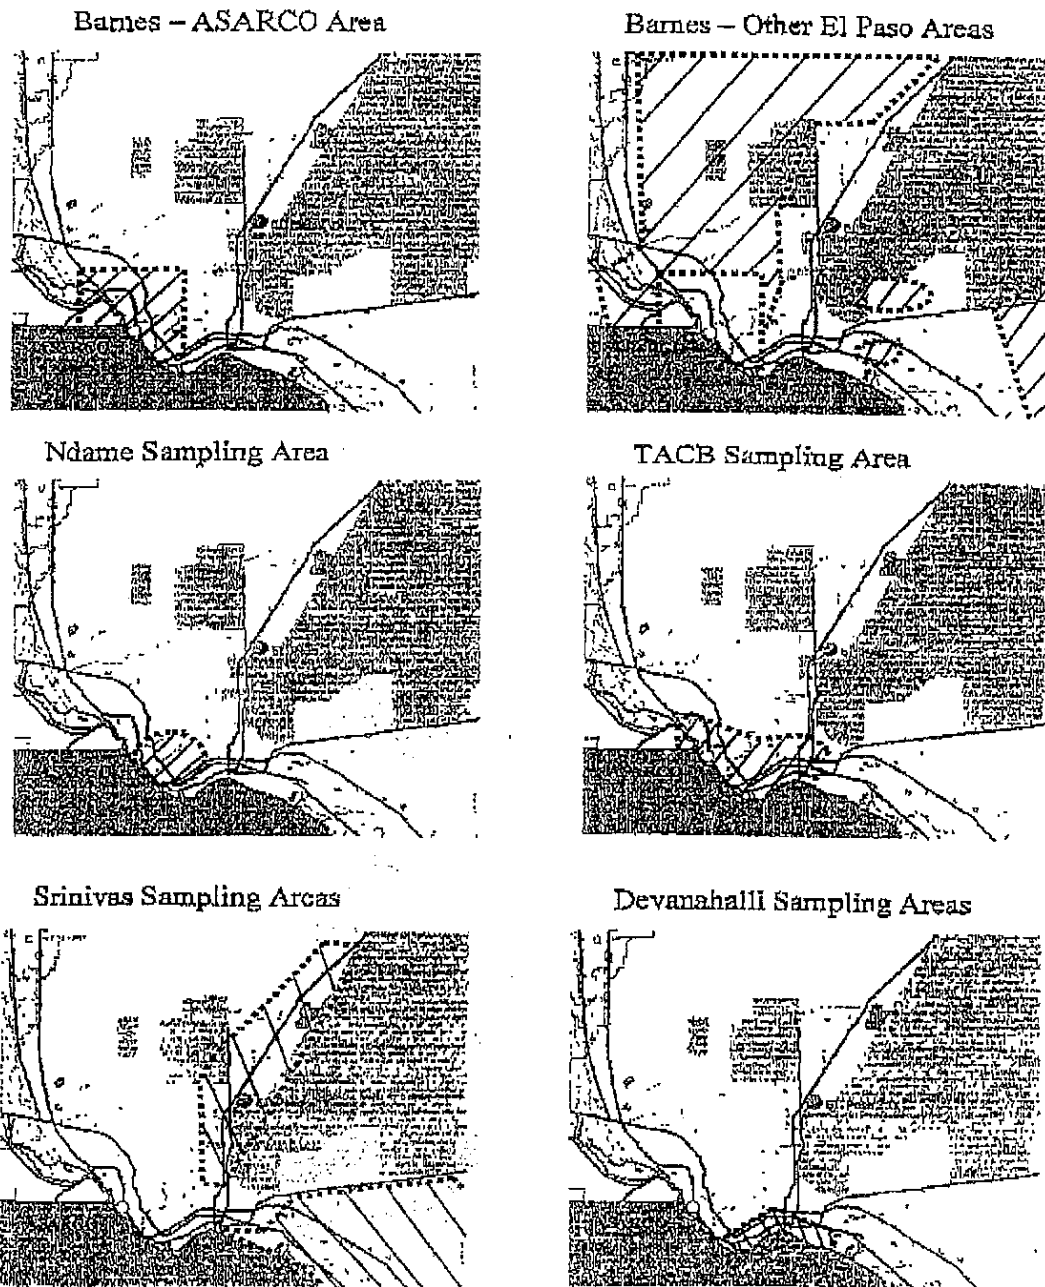 Barnes – ASARCO Area
Barnes – Other El Paso Areas
Ndame Sampling Area
TACB Sampling Area
Srinivas Sampling Areas
Devanahalli Sampling Areas